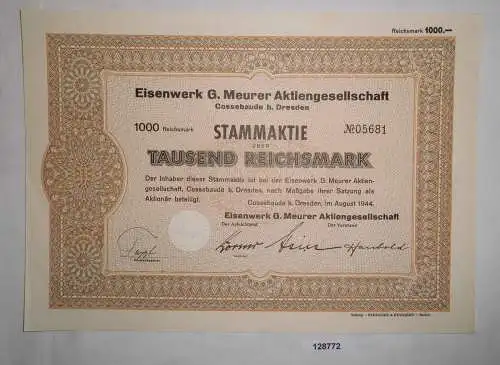 Reichsmark 1000.—
Eisenwerk G. Meurer Aktiengesellschaft
Cossebaude b. Dresden
1000 Reichsmark STAMMAKTIE №05681
ÜBER
TAUSEND REICHSMARK
Der Inhaber dieser Stammaktie ist bei der Eisenwerk G. Meurer Aktien-
gesellschaft, Cossebaude b. Dresden, nach Maßgabe ihrer Satzung als
Aktionär beteiligt.
Cossebaude b. Dresden, im August 1944.
Eisenwerk G. Meurer Aktiengesellschaft
Der Aufsichtsrat Der Vorstand
128772